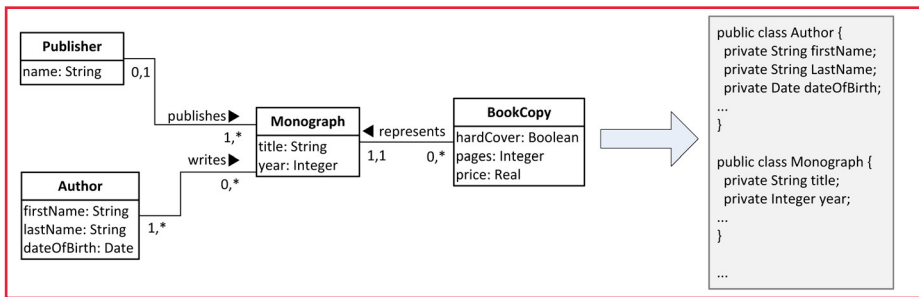 Publisher
name: String
0,1
publishes ▶
1,*
Monograph
title: String
year: Integer
writes ▶
0,*
Author
firstName: String
lastName: String
dateOfBirth: Date
1,*
◀ represents
1,1
0,*
BookCopy
hardCover: Boolean
pages: Integer
price: Real
public class Author {
private String firstName;
private String LastName;
private Date dateOfBirth;
...
}
public class Monograph {
private String title;
private Integer year;
...
}
...